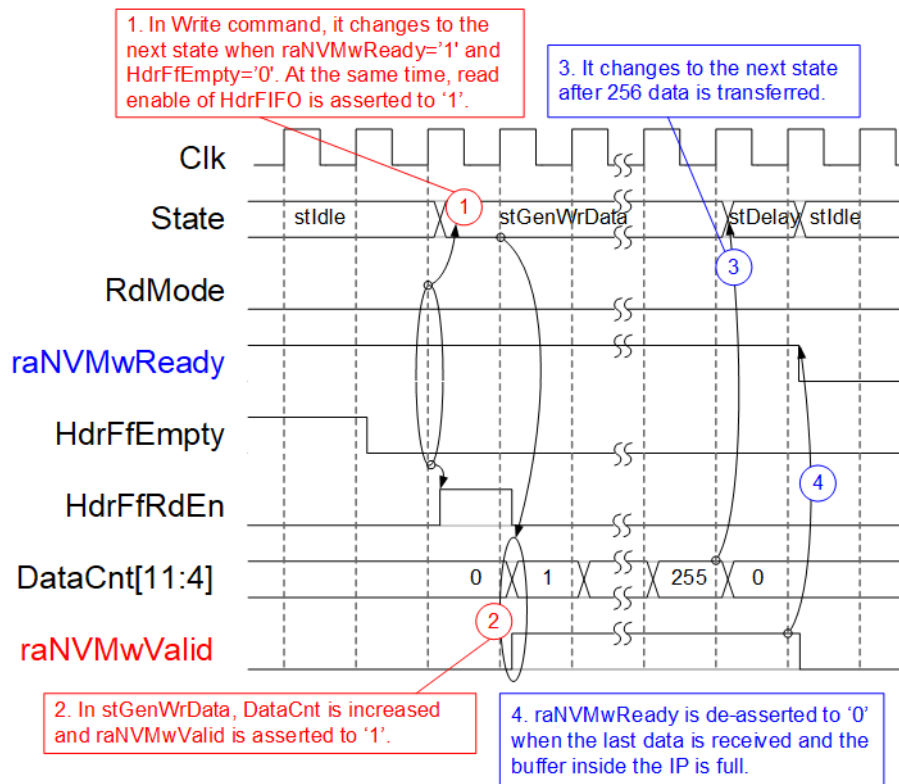 1. In Write command, it changes to the
next state when raNVMwReady='1' and
HdrFfEmpty='0'. At the same time, read
enable of HdrFIFO is asserted to ‘1’.
3. It changes to the next state
after 256 data is transferred.
Clk
State
stIdle
1
stGenWrData
stDelay
stIdle
3
RdMode
raNVMwReady
HdrFfEmpty
4
HdrFfRdEn
DataCnt[11:4]
0
1
255
0
2
raNVMwValid
2. In stGenWrData, DataCnt is increased
and raNVMwValid is asserted to ‘1’.
4. raNVMwReady is de-asserted to ‘0’
when the last data is received and the
buffer inside the IP is full.